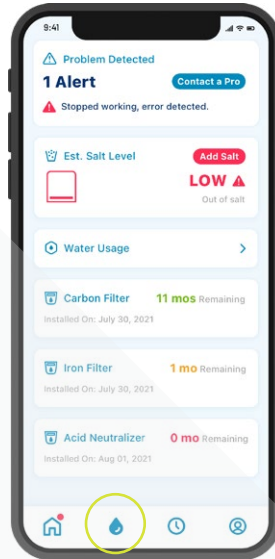 9:41
Problem Detected
1 Alert
Contact a Pro
Stopped working, error detected.
Est. Salt Level
Add Salt
LOW
Out of salt
Water Usage
Carbon Filter 11 mos Remaining
Installed On: July 30, 2021
Iron Filter 1 mo Remaining
Installed On: July 30, 2021
Acid Neutralizer 0 mo Remaining
Installed On: Aug 01, 2021